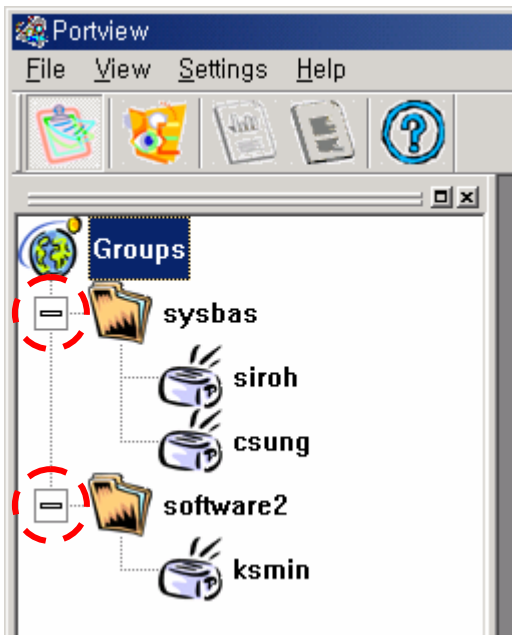 Portview
File View Settings Help
Groups
sysbas
siroh
csung
software2
ksmin